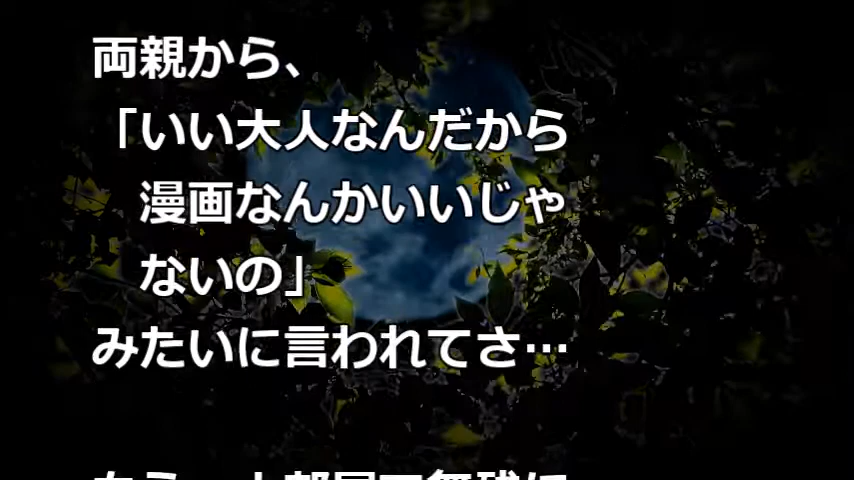 両親から、
「いい大人なんだから
漫画なんかいいじゃ
ないの」
みたいに言われてさ…